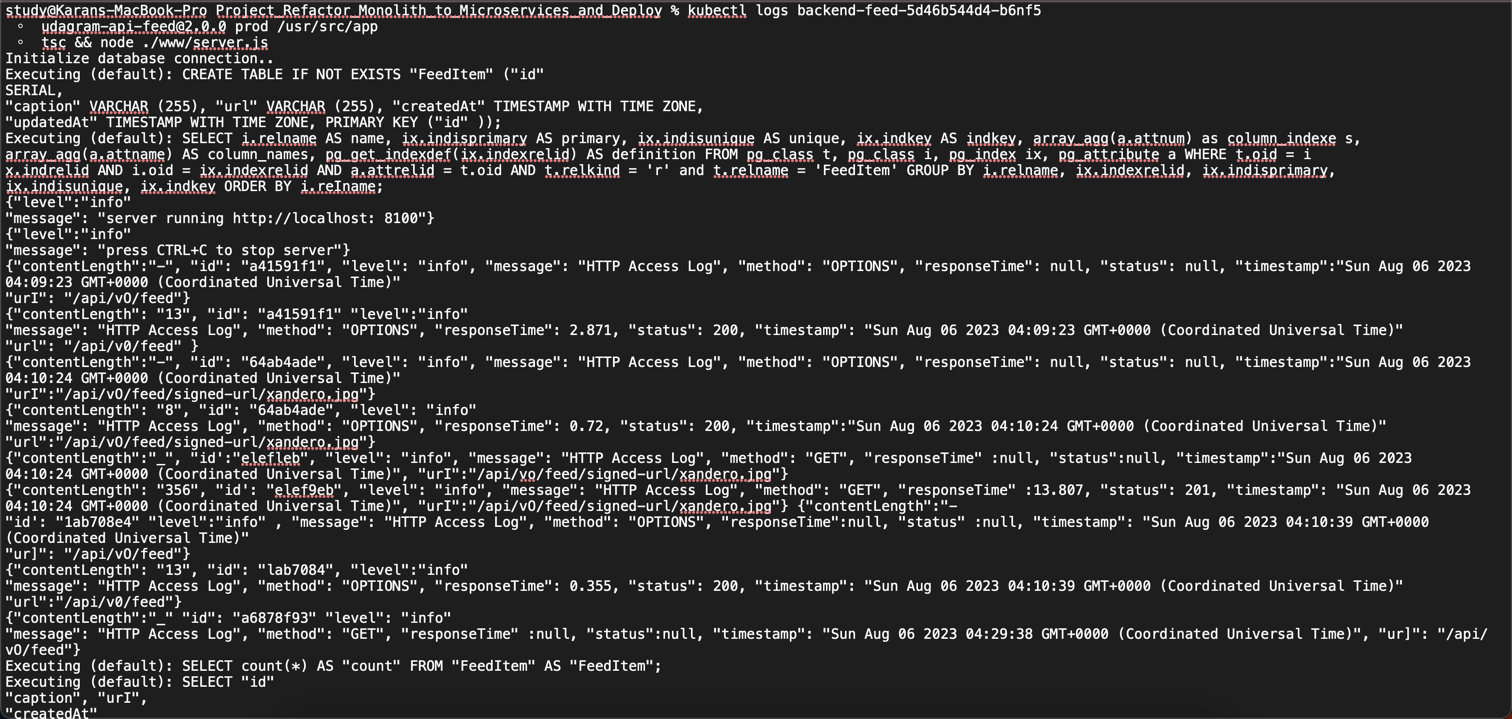 study@Karans-MacBook-Pro Project_Refactor_Monolith_to_Microservices_and_Deploy % kubectl logs backend-feed-5d46b544d4-b6nf5
◦ udagram-api-feed@2.0.0 prod /usr/src/app
◦ tsc && node ./www/server.js
Initialize database connection..
Executing (default): CREATE TABLE IF NOT EXISTS "FeedItem" ("id"
SERIAL,
"caption" VARCHAR (255), "url" VARCHAR (255), "createdAt" TIMESTAMP WITH TIME ZONE,
"updatedAt" TIMESTAMP WITH TIME ZONE, PRIMARY KEY ("id" ));
Executing (default): SELECT i.relname AS name, ix.indisprimary AS primary, ix.indisunique AS unique, ix.indkey AS indkey, array_agg(a.attnum) as column_indexe s,
array_agg(a.attname) AS column_names, pg_get_indexdef(ix.indexrelid) AS definition FROM pg_class t, pg_class i, pg_index ix, pg_attribute a WHERE t.oid = i
x.indrelid AND i.oid = ix.indexrelid AND a.attrelid = t.oid AND t.relkind = 'r' and t.relname = 'FeedItem' GROUP BY i.relname, ix.indexrelid, ix.indisprimary,
ix.indisunique, ix.indkey ORDER BY i.reIname;
{"level":"info"
"message": "server running http://localhost: 8100"}
{"level":"info"
"message": "press CTRL+C to stop server"}
{"contentLength":"-", "id": "a41591f1", "level": "info", "message": "HTTP Access Log", "method": "OPTIONS", "responseTime": null, "status": null, "timestamp":"Sun Aug 06 2023
04:09:23 GMT+0000 (Coordinated Universal Time)"
"urI": "/api/vO/feed"}
{"contentLength": "13", "id": "a41591f1" "level":"info"
"message": "HTTP Access Log", "method": "OPTIONS", "responseTime": 2.871, "status": 200, "timestamp": "Sun Aug 06 2023 04:09:23 GMT+0000 (Coordinated Universal Time)"
"url": "/api/v0/feed" }
{"contentLength":"-", "id": "64ab4ade", "level": "info", "message": "HTTP Access Log", "method": "OPTIONS", "responseTime": null, "status": null, "timestamp":"Sun Aug 06 2023
04:10:24 GMT+0000 (Coordinated Universal Time)"
"urI":"/api/vO/feed/signed-url/xandero.jpg"}
{"contentLength": "8", "id": "64ab4ade", "level": "info"
"message": "HTTP Access Log", "method": "OPTIONS", "responseTime": 0.72, "status": 200, "timestamp":"Sun Aug 06 2023 04:10:24 GMT+0000 (Coordinated Universal Time)"
"url":"/api/vO/feed/signed-url/xandero.jpg"}
{"contentLength":"_", "id':"elefleb", "level": "info", "message": "HTTP Access Log", "method": "GET", "responseTime" :null, "status":null, "timestamp":"Sun Aug 06 2023
04:10:24 GMT+0000 (Coordinated Universal Time)", "urI":"/api/vo/feed/signed-url/xandero.jpg"}
{"contentLength": "356", "id': "elef9eb", "level": "info", "message": "HTTP Access Log", "method": "GET", "responseTime" :13.807, "status": 201, "timestamp": "Sun Aug 06 2023
04:10:24 GMT+0000 (Coordinated Universal Time)", "urI":"/api/vO/feed/signed-url/xandero.jpg"} {"contentLength":"-
"id': "1ab708e4" "level":"info" , "message": "HTTP Access Log", "method": "OPTIONS", "responseTime":null, "status" :null, "timestamp": "Sun Aug 06 2023 04:10:39 GMT+0000
(Coordinated Universal Time)"
"ur]": "/api/vO/feed"}
{"contentLength": "13", "id": "lab7084", "level":"info"
"message": "HTTP Access Log", "method": "OPTIONS", "responseTime": 0.355, "status": 200, "timestamp": "Sun Aug 06 2023 04:10:39 GMT+0000 (Coordinated Universal Time)"
"url":"/api/v0/feed"}
{"contentLength":"_" "id": "a6878f93" "level": "info"
"message": "HTTP Access Log", "method": "GET", "responseTime" :null, "status":null, "timestamp": "Sun Aug 06 2023 04:29:38 GMT+0000 (Coordinated Universal Time)", "ur]": "/api/
vO/feed"}
Executing (default): SELECT count(*) AS "count" FROM "FeedItem" AS "FeedItem";
Executing (default): SELECT "id"
"caption", "urI",
"createdAt"